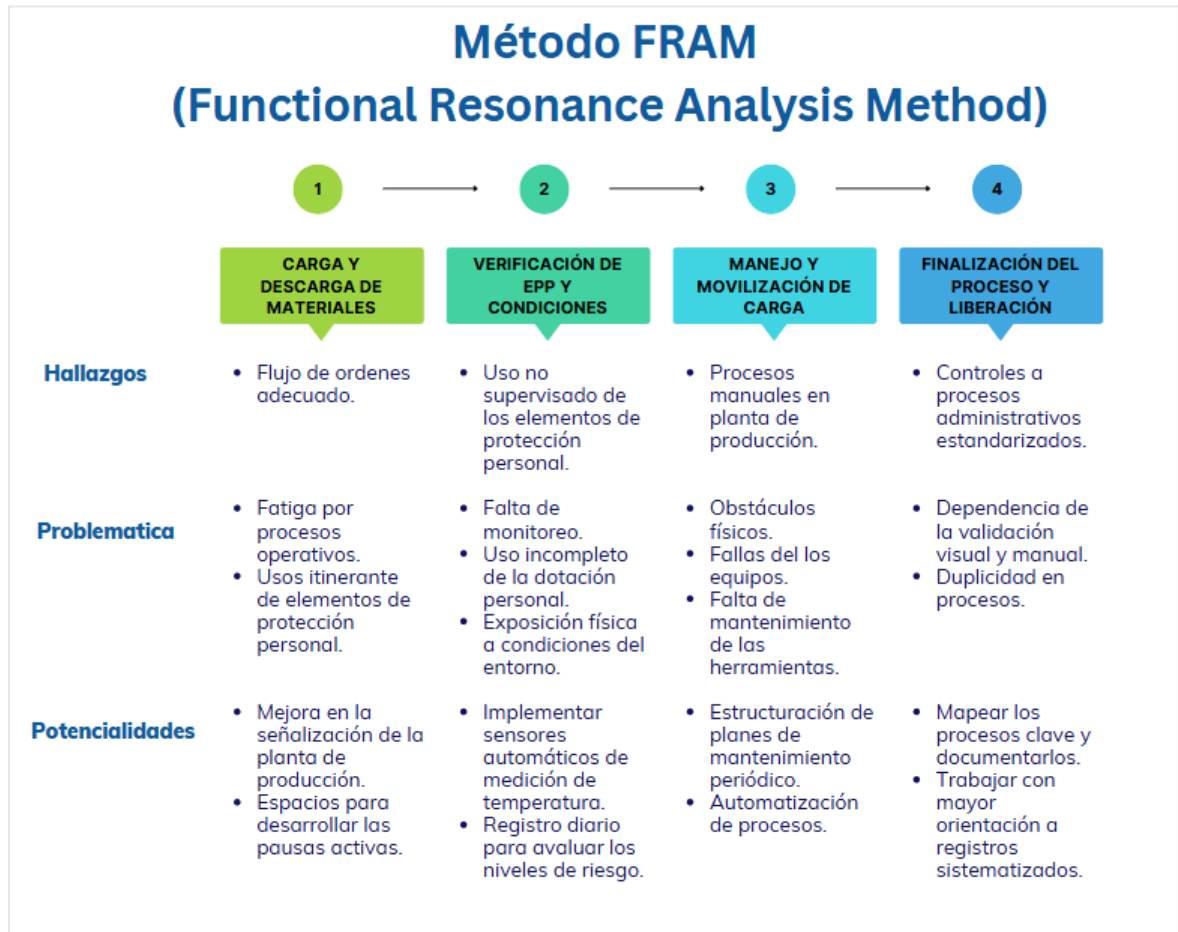 Método FRAM
(Functional Resonance Analysis Method)
1
2
3
4
CARGA Y
DESCARGA DE
MATERIALES
VERIFICACIÓN DE
EPP Y
CONDICIONES
MANEJO Y
MOVILIZACIÓN DE
CARGA
FINALIZACIÓN DEL
PROCESO Y
LIBERACIÓN
Hallazgos
• Flujo de ordenes
adecuado.
• Uso no
supervisado de
los elementos de
protección
personal.
• Procesos
manuales en
planta de
producción.
• Controles a
procesos
administrativos
estandarizados.
Problematica
• Fatiga por
procesos
operativos.
• Usos itinerante
de elementos de
protección
personal.
• Falta de
monitoreo.
• Uso incompleto
de la dotación
personal.
• Exposición física
a condiciones del
entorno.
• Obstáculos
físicos.
• Fallas del los
equipos.
• Falta de
mantenimiento
de las
herramientas.
• Dependencia de
la validación
visual y manual.
• Duplicidad en
procesos.
Potencialidades
• Mejora en la
señalización de la
planta de
producción.
• Espacios para
desarrollar las
pausas activas.
• Implementar
sensores
automáticos de
medición de
temperatura.
• Registro diario
para avaluar los
niveles de riesgo.
• Estructuración de
planes de
mantenimiento
periódico.
• Automatización
de procesos.
• Mapear los
procesos clave y
documentarlos.
• Trabajar con
mayor
orientación a
registros
sistematizados.